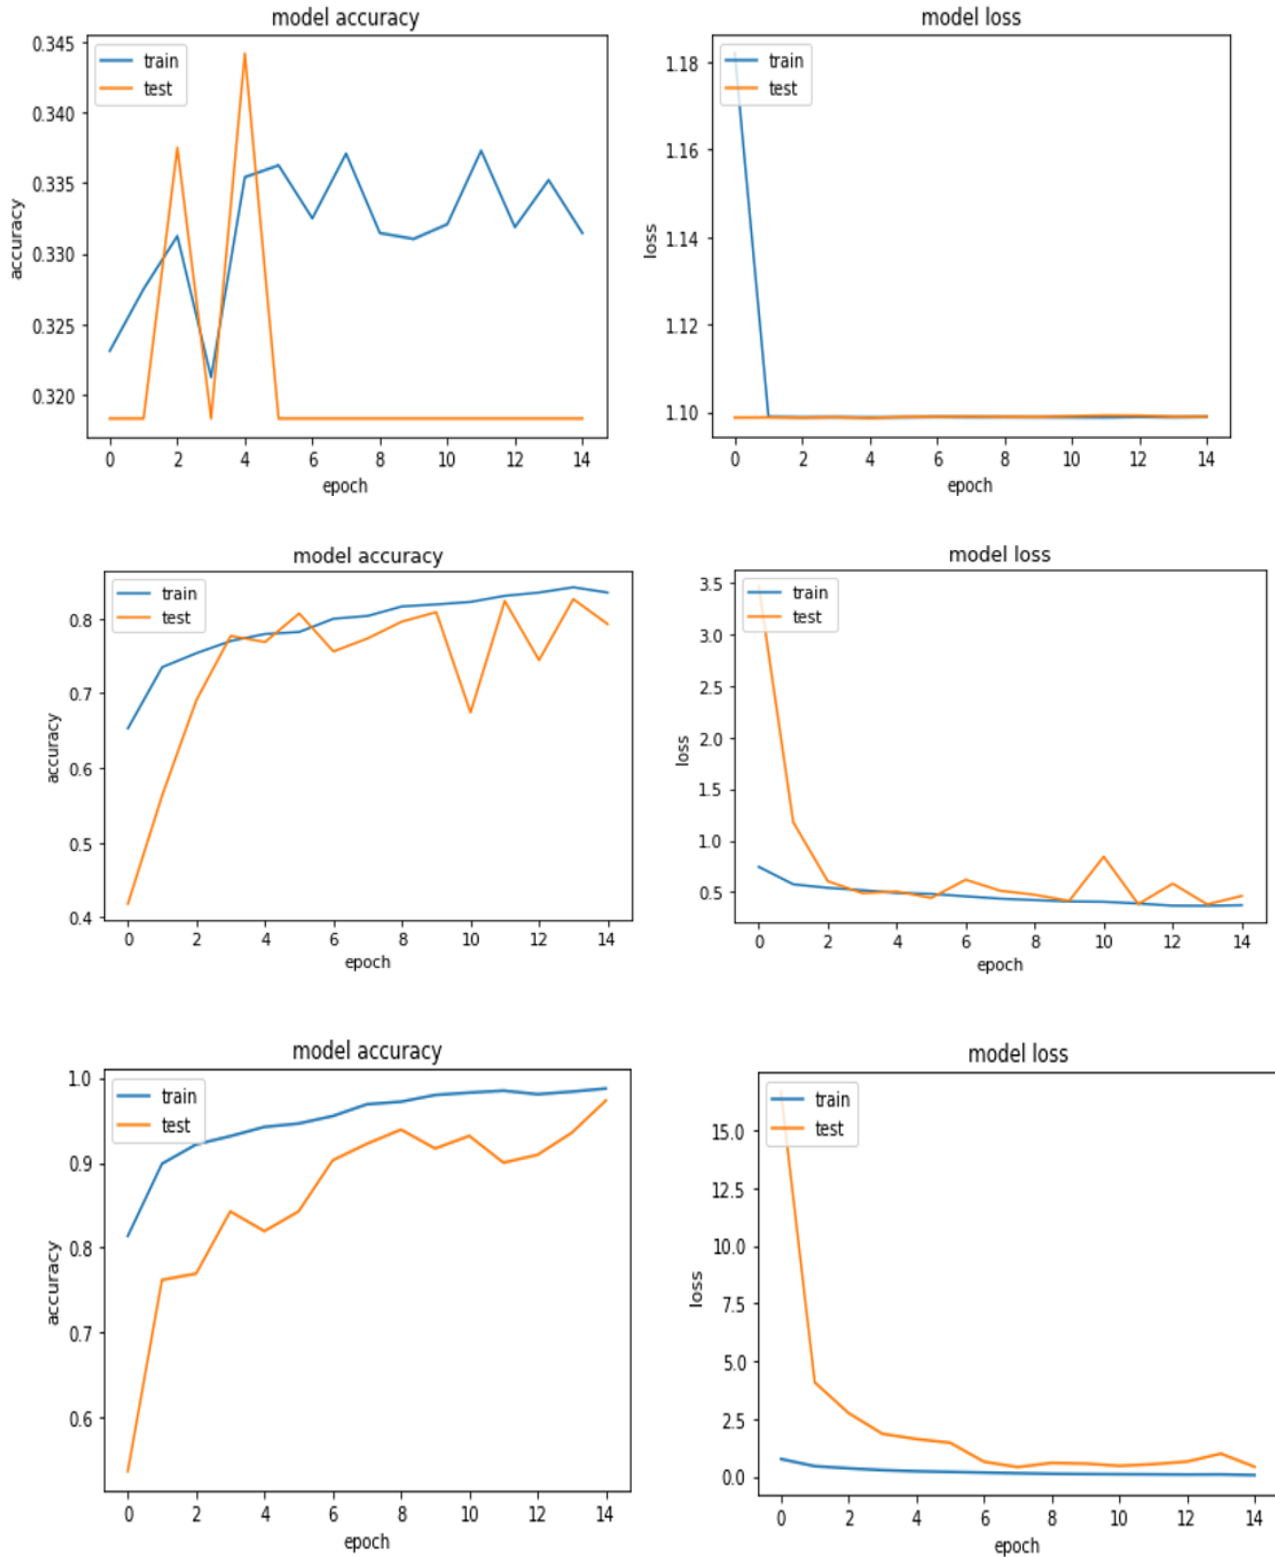 model accuracy
train
test
0.345
0.340
0.335
0.330
0.325
0.320
accuracy
0 2 4 6 8 10 12 14
epoch
model loss
train
test
1.18
1.16
1.14
1.12
1.10
loss
0 2 4 6 8 10 12 14
epoch
model accuracy
train
test
0.8
0.7
0.6
0.5
0.4
accuracy
0 2 4 6 8 10 12 14
epoch
model loss
train
test
3.5
3.0
2.5
2.0
1.5
1.0
0.5
loss
0 2 4 6 8 10 12 14
epoch
model accuracy
train
test
1.0
0.9
0.8
0.7
0.6
accuracy
0 2 4 6 8 10 12 14
epoch
model loss
train
test
15.0
12.5
10.0
7.5
5.0
2.5
0.0
loss
0 2 4 6 8 10 12 14
epoch